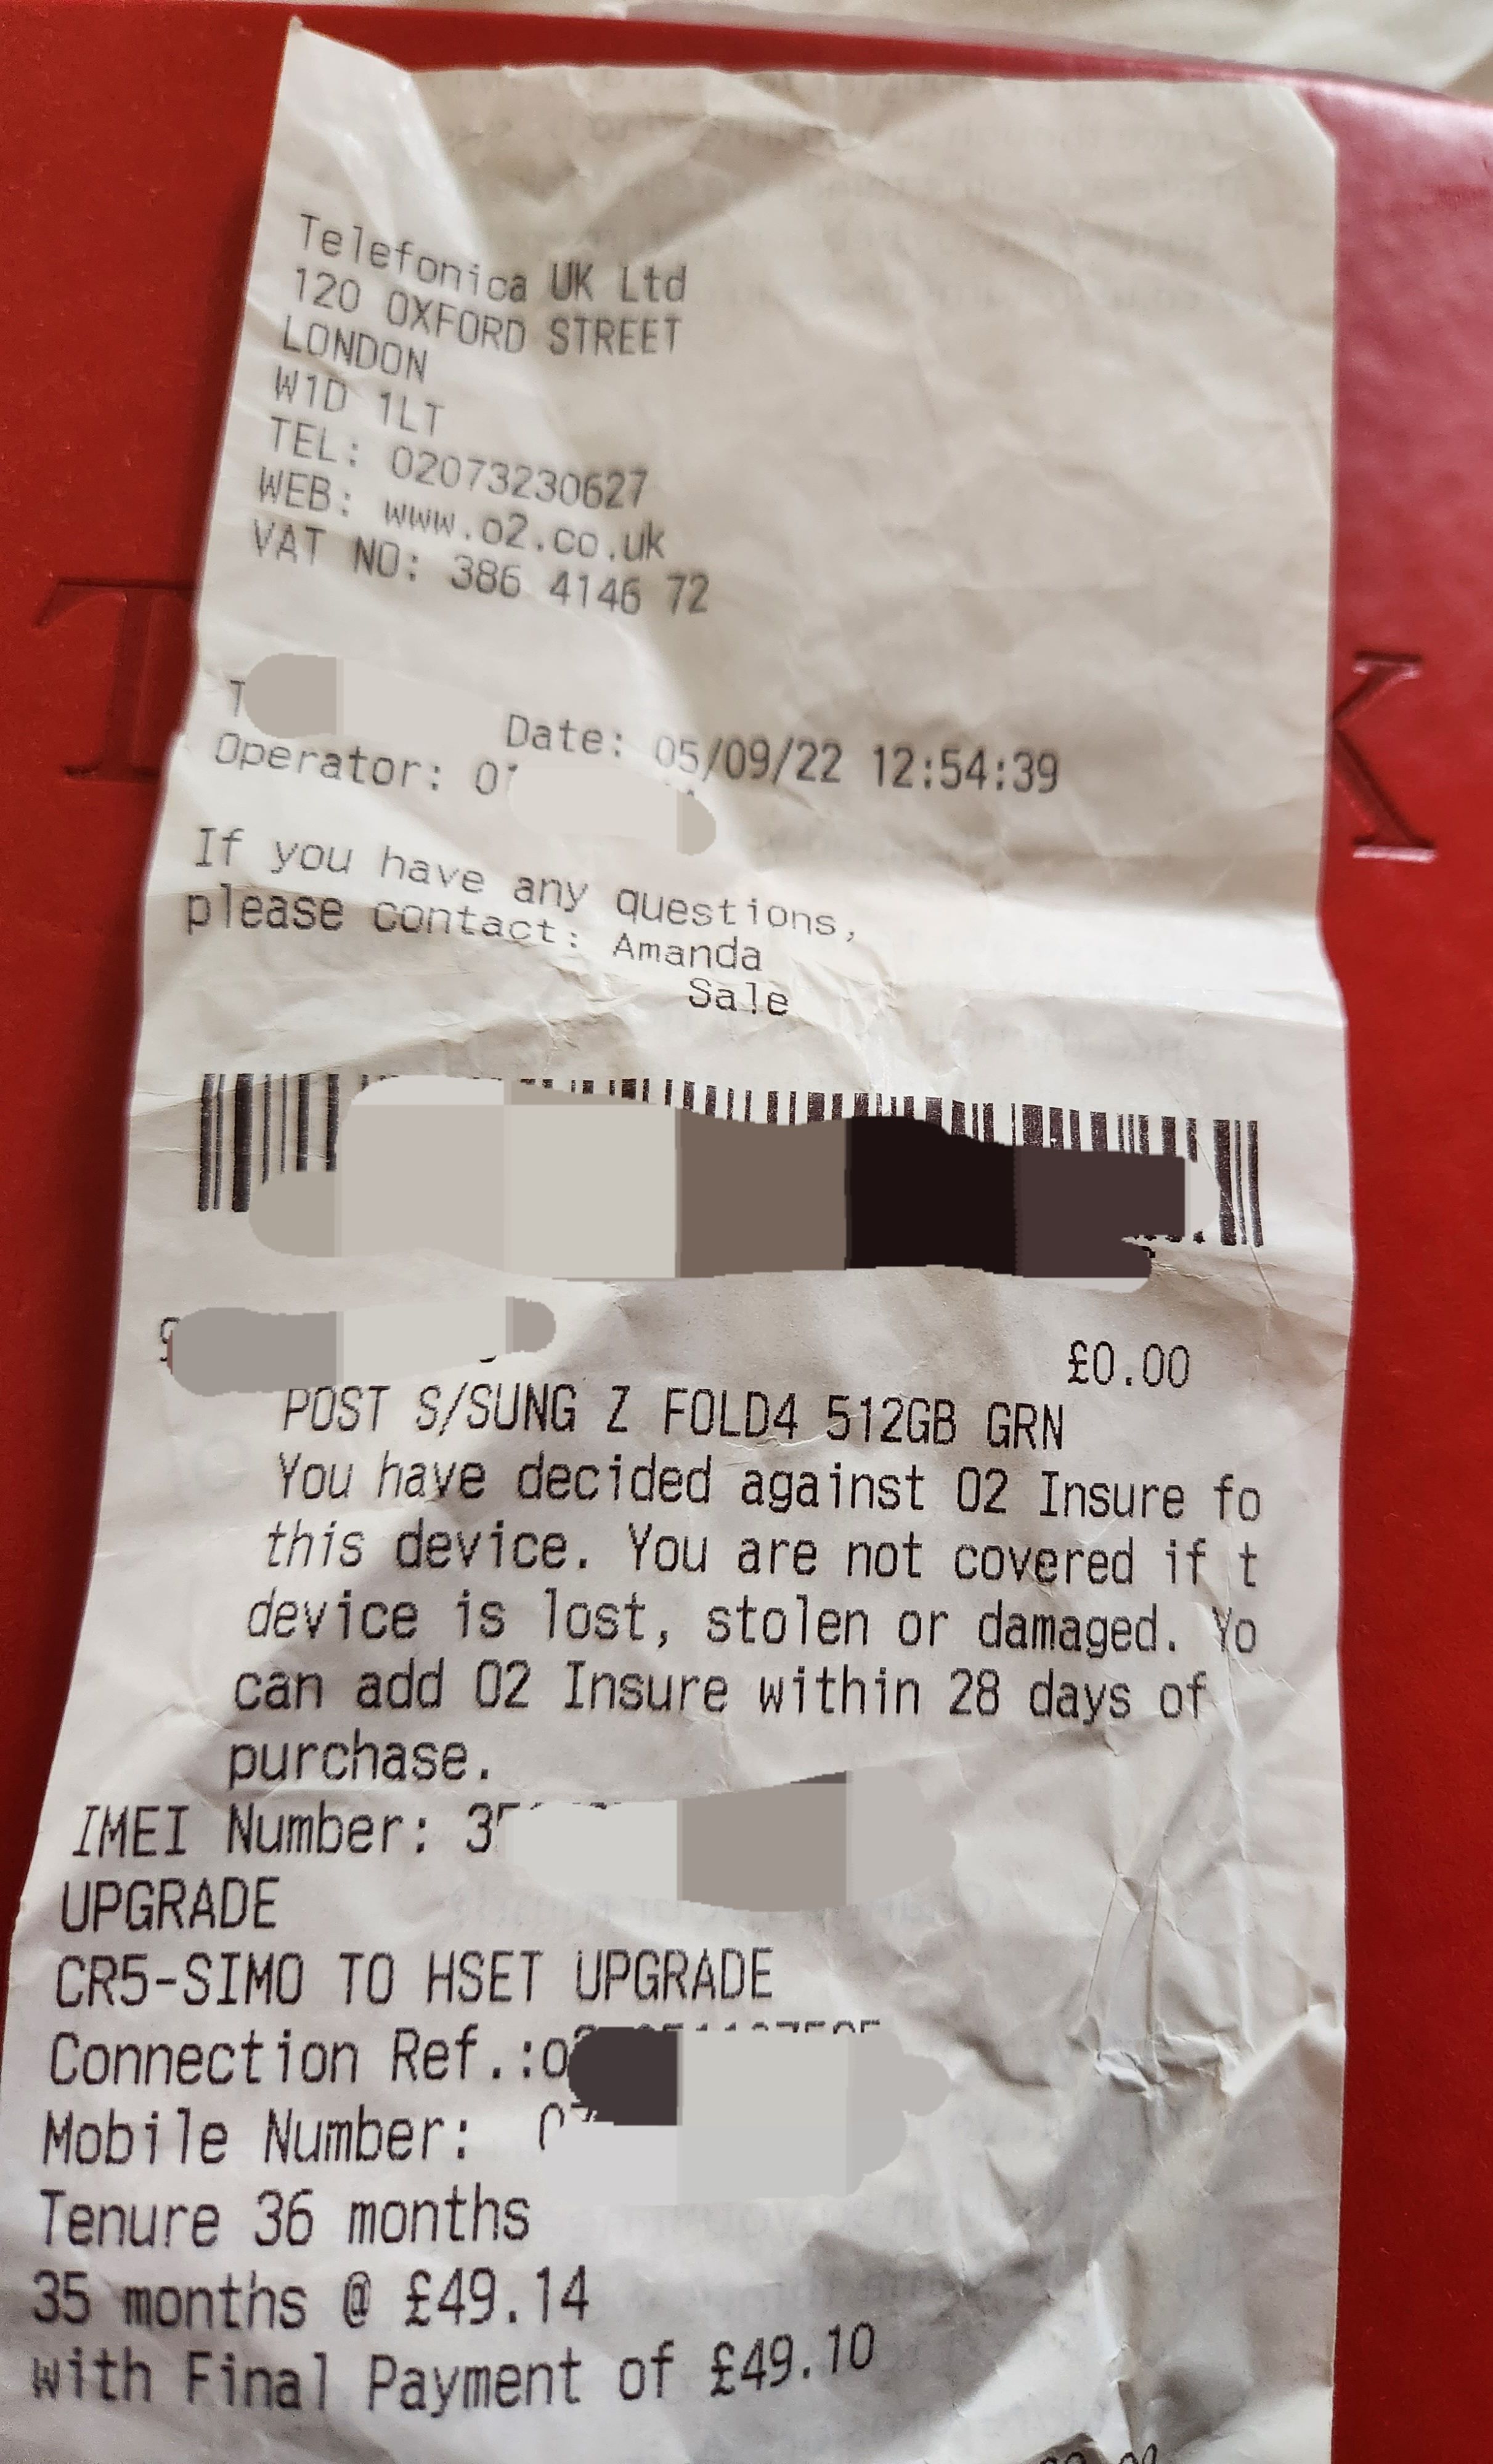 Telefonica UK Ltd
120 OXFORD STREET
LONDON
W1D 1LT
TEL: 02073230627
WEB: www.o2.co.uk
VAT NO: 386 4146 72
Date: 05/09/22 12:54:39
Operator:
If you have any questions,
please contact: Amanda
Sale
£0.00
POST S/SUNG Z FOLD4 512GB GRN
You have decided against O2 Insure fo
this device. You are not covered if t
device is lost, stolen or damaged. Yo
can add O2 Insure within 28 days of
purchase.
IMEI Number:
UPGRADE
CR5-SIMO TO HSET UPGRADE
Connection Ref.:
Mobile Number:
Tenure 36 months
35 months @ £49.14
with Final Payment of £49.10
T K